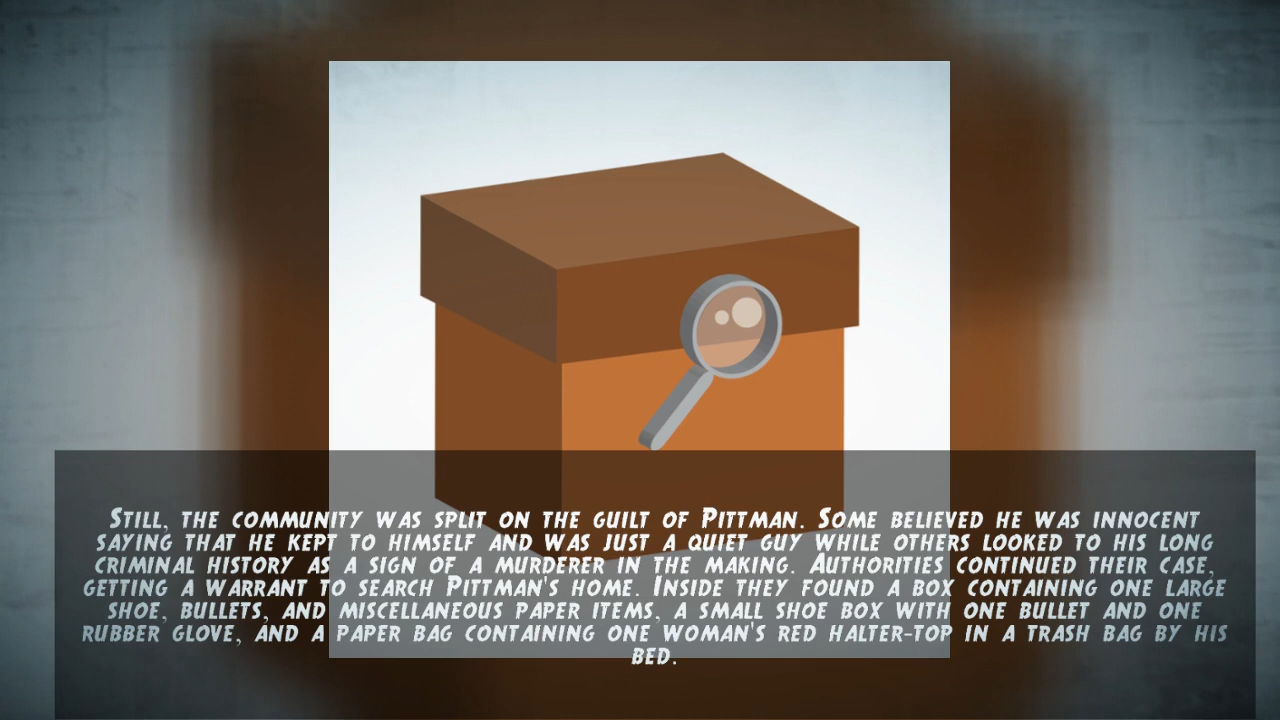 Still, the community was split on the guilt of Pittman. Some believed he was innocent
saying that he kept to himself and was just a quiet guy while others looked to his long
criminal history as a sign of a murderer in the making. Authorities continued their case,
getting a warrant to search Pittman's home. Inside they found a box containing one large
shoe, bullets, and miscellaneous paper items, a small shoe box with one bullet and one
rubber glove, and a paper bag containing one woman's red halter-top in a trash bag by his
bed.